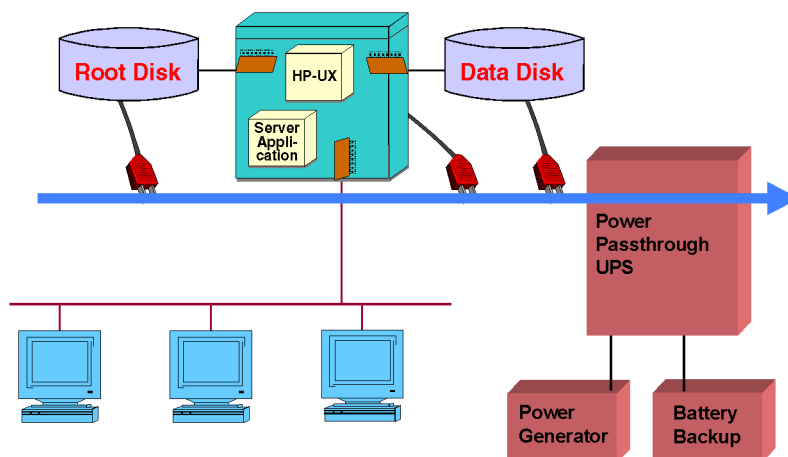 Root Disk
HP-UX
Data Disk
Server
Appli-
cation
Power
Passthrough
UPS
Power
Generator
Battery
Backup